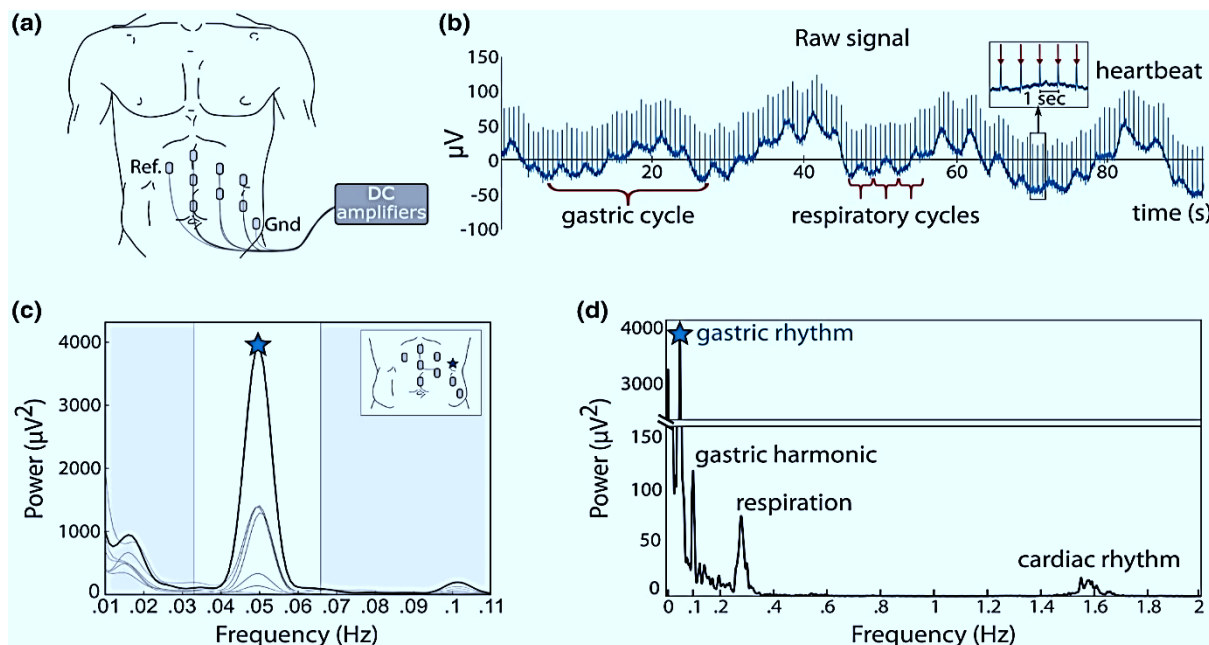 (a)
Ref.
Gnd
DC
amplifiers
(b)
Raw signal
heartbeat
1 sec
150
100
50
0
-50
-100
μV
20
40
60
80
gastric cycle
respiratory cycles
time (s)
(c)
4000
3000
2000
1000
0
Power (μV²)
.01 .02 .03 .04 .05 .06 .07 .08 .09 .1 .11
Frequency (Hz)
(d)
4000
3000
150
100
50
0
Power (μV²)
gastric rhythm
gastric harmonic
respiration
cardiac rhythm
0 0.1 .2 .4 .6 .8 1 1.2 1.4 1.6 1.8 2
Frequency (Hz)